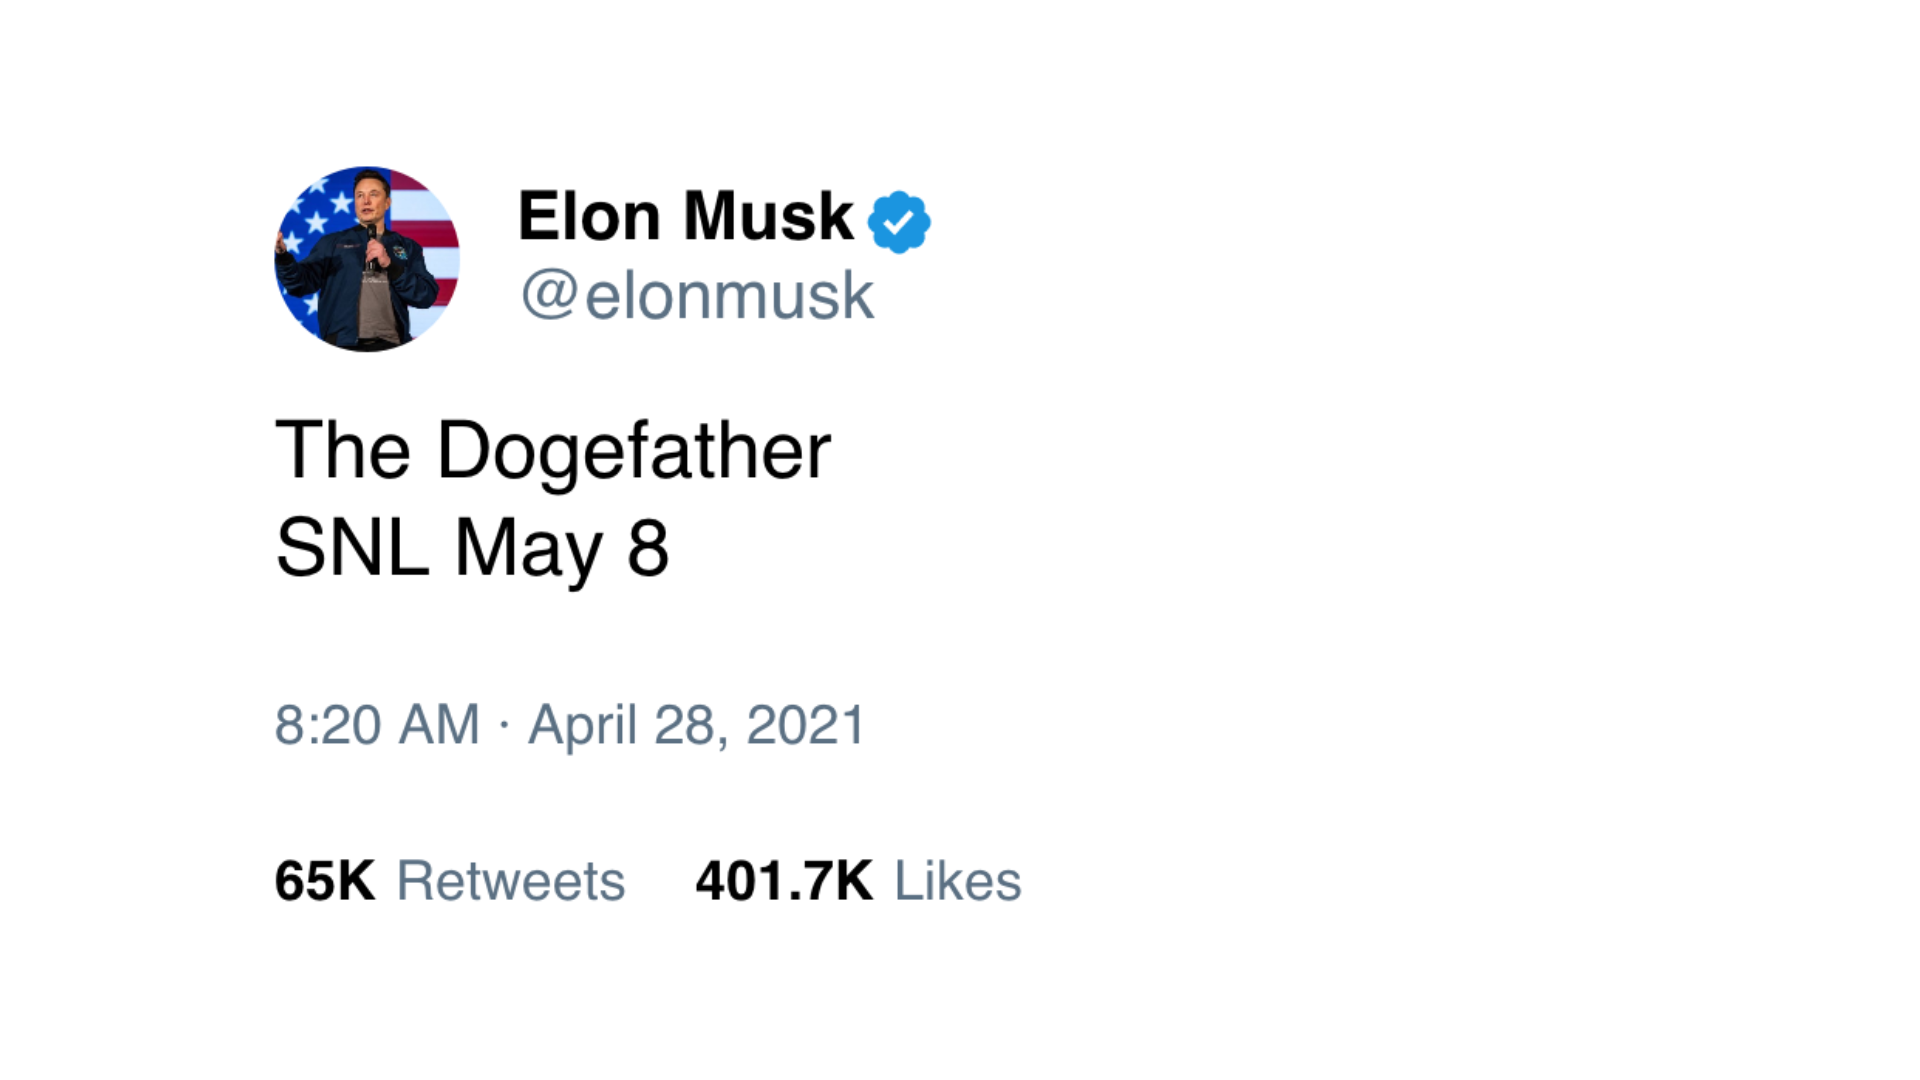 Elon Musk
@elonmusk
The Dogefather
SNL May 8
8:20 AM · April 28, 2021
65K Retweets 401.7K Likes